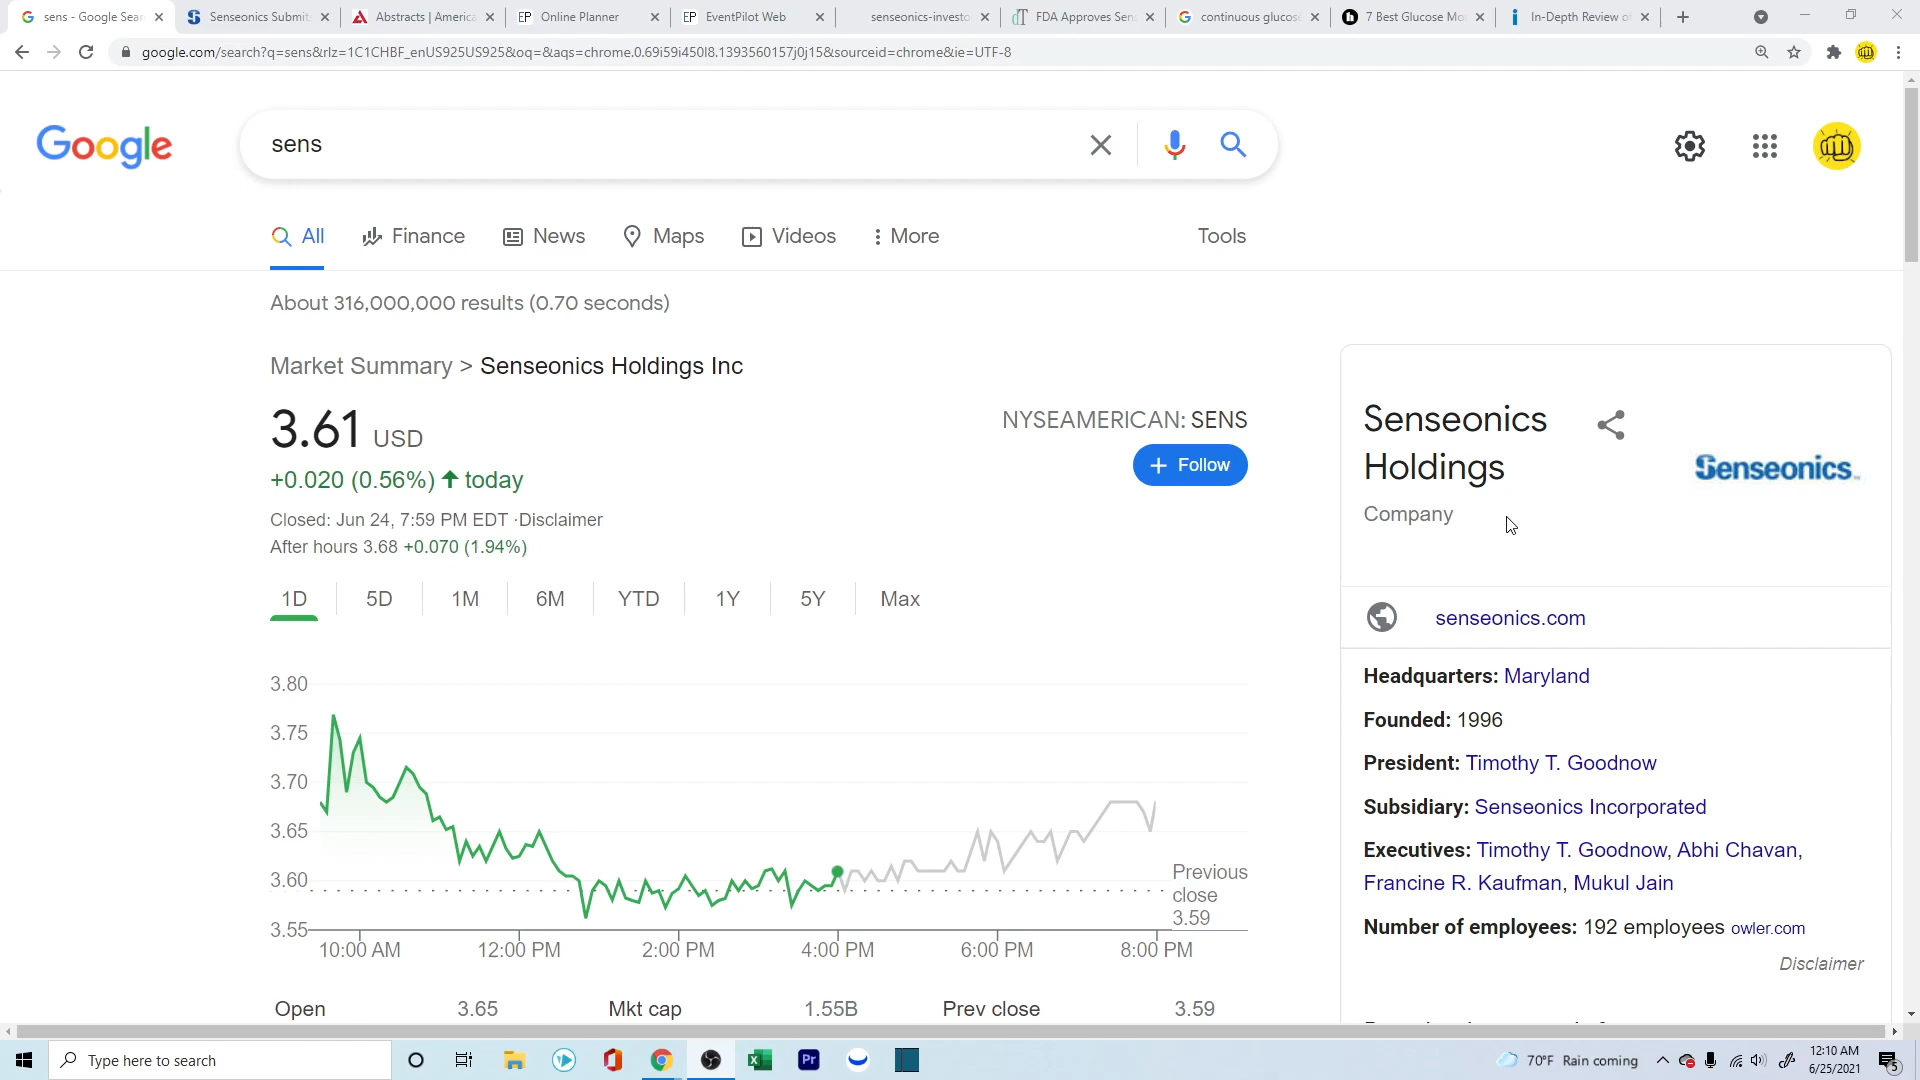 sens - Google Sear
Senseonics Submit
Abstracts | America
EP Online Planner
EP EventPilot Web
senseonics-investo
dT FDA Approves Sen
continuous glucos
7 Best Glucose Mo
In-Depth Review o
google.com/search?q=sens&rlz=1C1CHBF_enUS925US925&oq=&aqs=chrome.0.69i59i450l8.1393560157j0j15&sourceid=chrome&ie=UTF-8
Google
sens
All
Finance
News
Maps
Videos
More
Tools
About 316,000,000 results (0.70 seconds)
Market Summary > Senseonics Holdings Inc
3.61 USD
NYSEAMERICAN: SENS
+ Follow
+0.020 (0.56%) today
Closed: Jun 24, 7:59 PM EDT ·Disclaimer
After hours 3.68 +0.070 (1.94%)
1D
5D
1M
6M
YTD
1Y
5Y
Max
3.80
3.75
3.70
3.65
3.60
3.55
Previous
close
3.59
10:00 AM
12:00 PM
2:00 PM
4:00 PM
6:00 PM
8:00 PM
Open 3.65
Mkt cap 1.55B
Prev close 3.59
Senseonics
Holdings
Company
Senseonics
senseonics.com
Headquarters: Maryland
Founded: 1996
President: Timothy T. Goodnow
Subsidiary: Senseonics Incorporated
Executives: Timothy T. Goodnow, Abhi Chavan,
Francine R. Kaufman, Mukul Jain
Number of employees: 192 employees owler.com
Disclaimer
Type here to search
Pr
70°F Rain coming
12:10 AM
6/25/2021
5